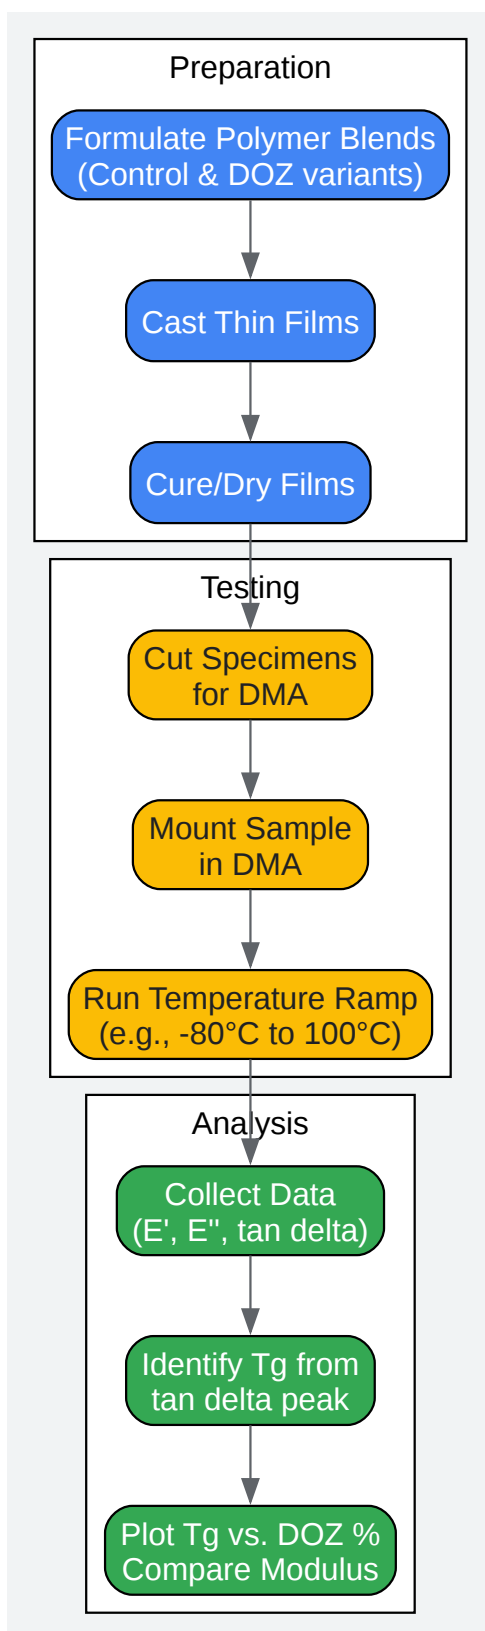 Preparation
Formulate Polymer Blends
(Control & DOZ variants)
Cast Thin Films
Cure/Dry Films
Testing
Cut Specimens
for DMA
Mount Sample
in DMA
Run Temperature Ramp
(e.g., -80°C to 100°C)
Analysis
Collect Data
(E', E'', tan delta)
Identify Tg from
tan delta peak
Plot Tg vs. DOZ %
Compare Modulus